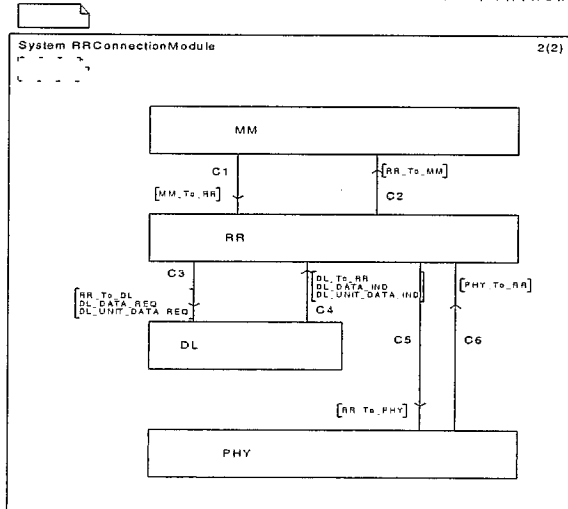 System RRConnectionModule 2(2)
MM
C1
[RR_To_MM]
[MM_To_RR]
C2
RR
C3
DL_To_RR
DL_DATA_IND
DL_UNIT_DATA_IND
[PHY_To_RR]
RR_To_DL
DL_DATA_REQ
DL_UNIT_DATA_REQ
C4
DL
C5
C6
[RR_To_PHY]
PHY